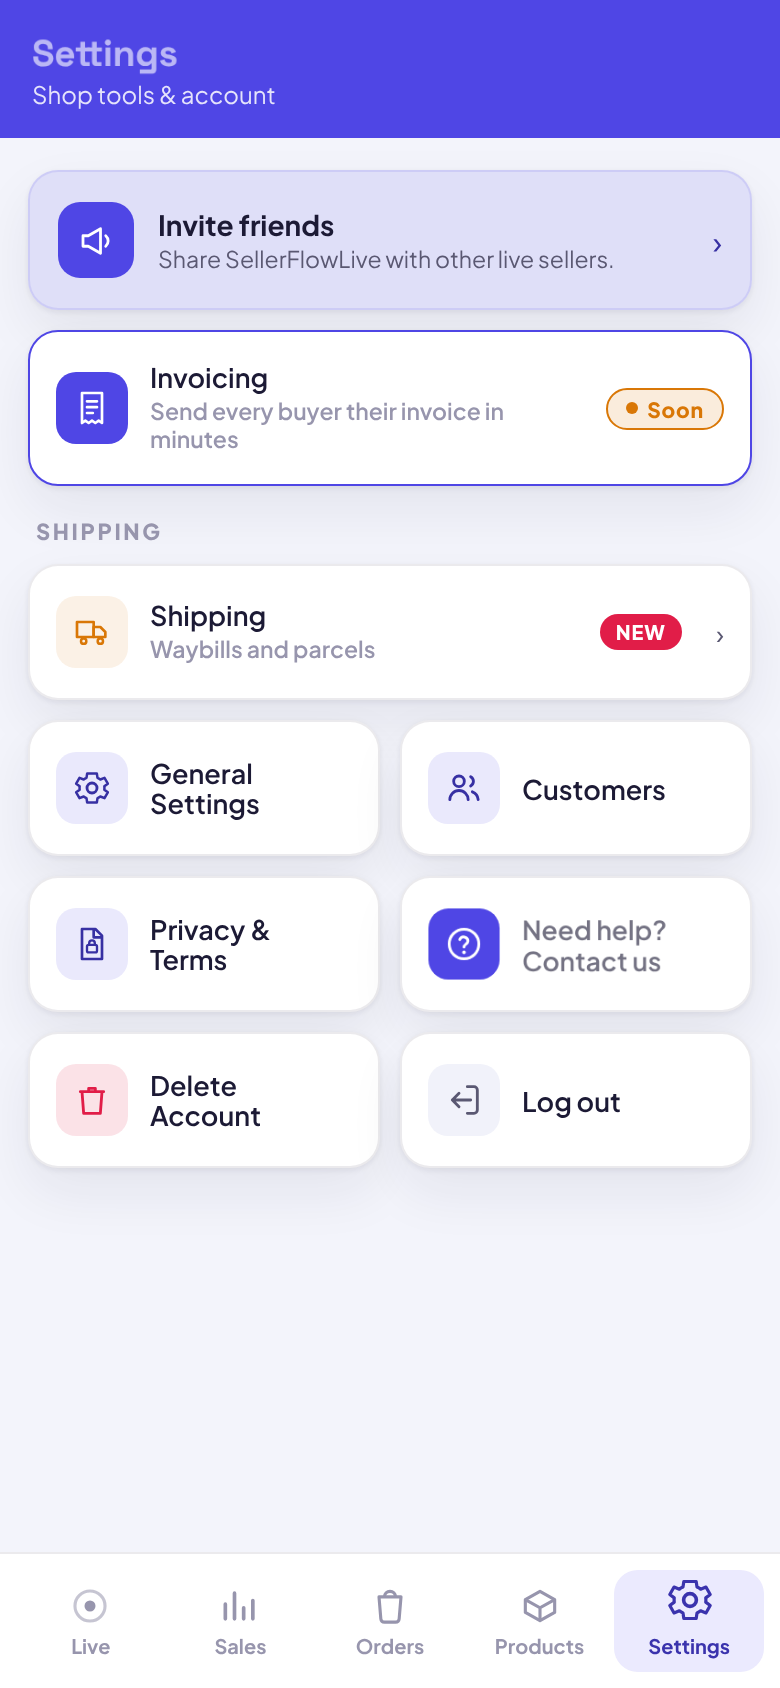 Settings
Shop tools & account
Invite friends
Share SellerFlowLive with other live sellers.
Invoicing
Send every buyer their invoice in
minutes
Soon
SHIPPING
Shipping
Waybills and parcels
NEW
General
Settings
Customers
Privacy &
Terms
Need help?
Contact us
Delete
Account
Log out
Live
Sales
Orders
Products
Settings